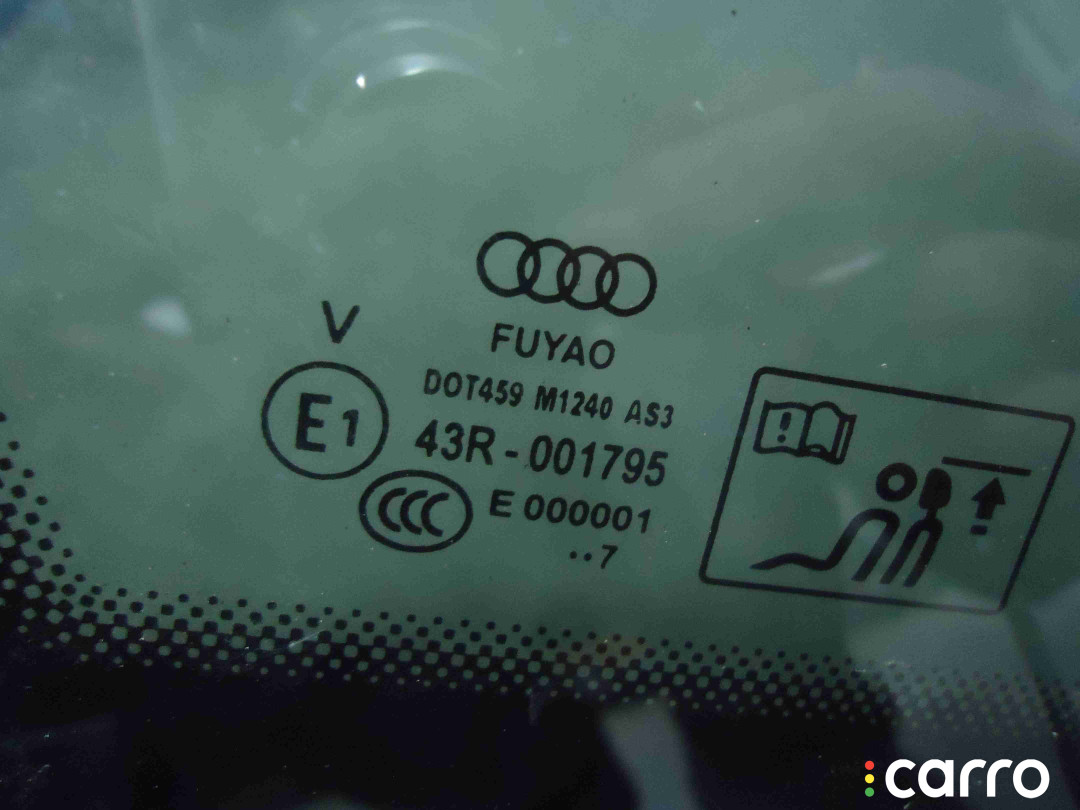 V
FUYAO
DOT459 M1240 AS3
E1
43R-001795
CCC
E 000001
..7
!
carro